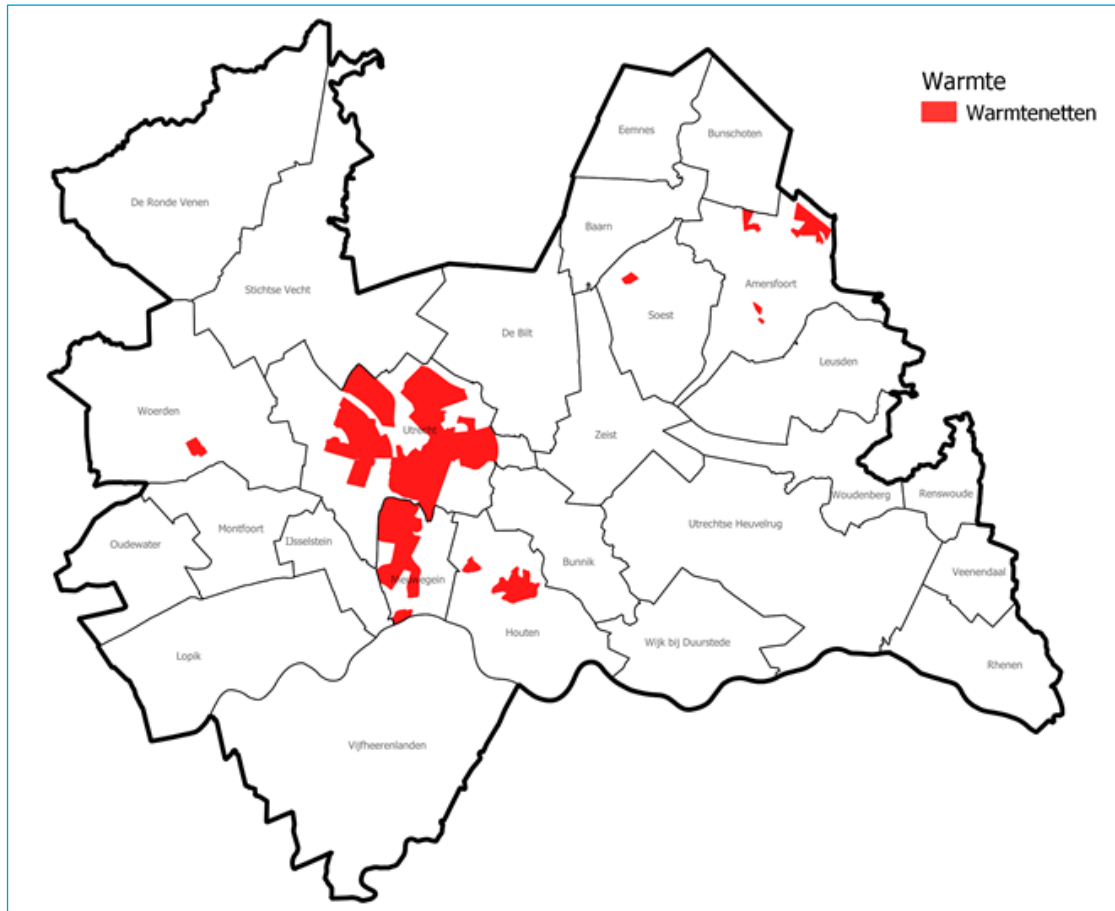 Warmte
Warmtenetten
Eemnes
Bunschoten
De Ronde Venen
Baarn
Stichtse Vecht
Amersfoort
Soest
De Bilt
Leusden
Woerden
Utrecht
Zeist
Woudenberg
Renswoude
Utrechtse Heuvelrug
Montfoort
IJsselstein
Oudewater
Bunnik
Veenendaal
Nieuwegein
Houten
Wijk bij Duurstede
Lopik
Rhenen
Vijfheerenlanden